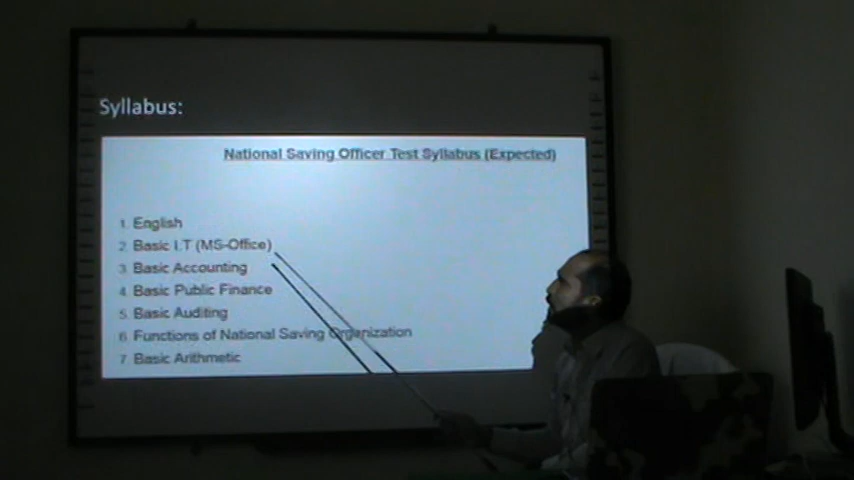 Syllabus:
National Saving Officer Test Syllabus (Expected)
1. English
2. Basic I.T (MS-Office)
3. Basic Accounting
4. Basic Public Finance
5. Basic Auditing
6. Functions of National Saving Organization
7. Basic Arithmetic